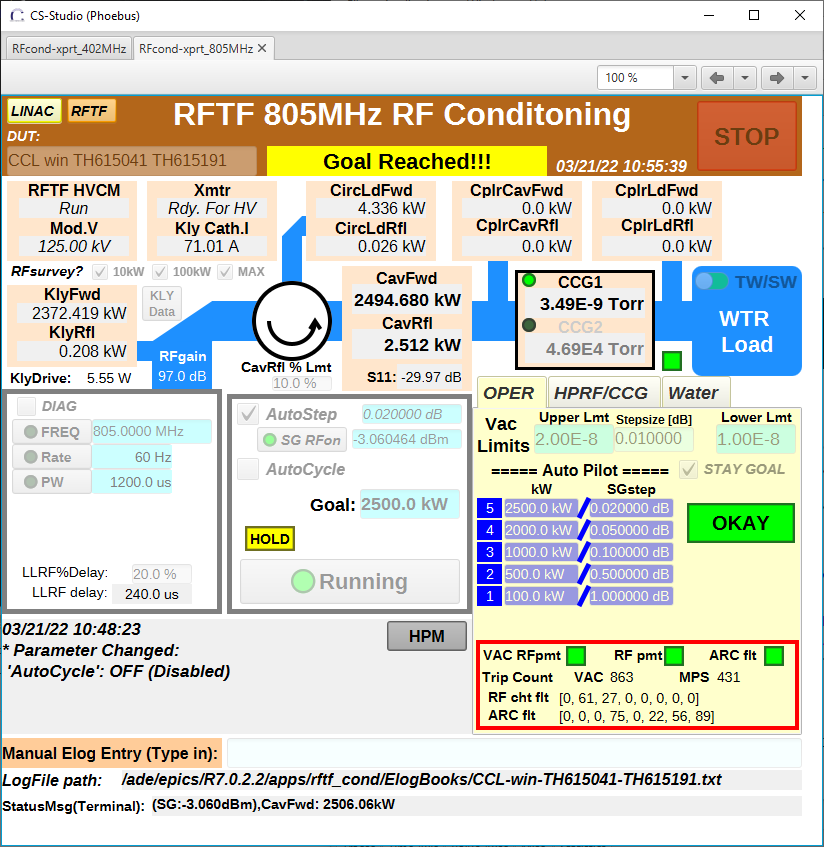 CS-Studio (Phoebus)
RFcond-xprt_402MHz RFcond-xprt_805MHz
100 %
LINAC RFTF
RFTF 805MHz RF Conditoning
STOP
DUT:
CCL win TH615041 TH615191
Goal Reached!!!
03/21/22 10:55:39
RFTF HVCM
Run
Mod.V
125.00 kV
Xmtr
Rdy. For HV
Kly Cath.I
71.01 A
CircLdFwd
4.336 kW
CircLdRfl
0.026 kW
CplrCavFwd
0.0 kW
CplrCavRfl
0.0 kW
CplrLdFwd
0.0 kW
CplrLdRfl
0.0 kW
RFsurvey? 10kW 100kW MAX
KlyFwd
2372.419 kW
KlyRfl
0.208 kW
KLY
Data
KlyDrive: 5.55 W
RFgain
97.0 dB
CavRfl % Lmt
10.0 %
CavFwd
2494.680 kW
CavRfl
2.512 kW
S11: -29.97 dB
CCG1
3.49E-9 Torr
CCG2
4.69E4 Torr
TW/SW
WTR
Load
DIAG
FREQ 805.0000 MHz
Rate 60 Hz
PW 1200.0 us
LLRF%Delay: 20.0 %
LLRF delay: 240.0 us
AutoStep 0.020000 dB
SG RFon -3.060464 dBm
AutoCycle
Goal: 2500.0 kW
HOLD
Running
OPER HPRF/CCG Water
Vac
Limits
Upper Lmt Stepsize [dB] Lower Lmt
2.00E-8 0.010000 1.00E-8
===== Auto Pilot ===== STAY GOAL
kW SGstep
5 2500.0 kW 0.020000 dB
4 2000.0 kW 0.050000 dB
3 1000.0 kW 0.100000 dB
2 500.0 kW 0.500000 dB
1 100.0 kW 1.000000 dB
OKAY
03/21/22 10:48:23
* Parameter Changed:
'AutoCycle': OFF (Disabled)
HPM
VAC RFpmt RF pmt ARC flt
Trip Count VAC 863 MPS 431
RF cht flt [0, 61, 27, 0, 0, 0, 0, 0]
ARC flt [0, 0, 0, 75, 0, 22, 56, 89]
Manual Elog Entry (Type in):
LogFile path: /ade/epics/R7.0.2.2/apps/rftf_cond/ElogBooks/CCL-win-TH615041-TH615191.txt
StatusMsg(Terminal): (SG:-3.060dBm),CavFwd: 2506.06kW